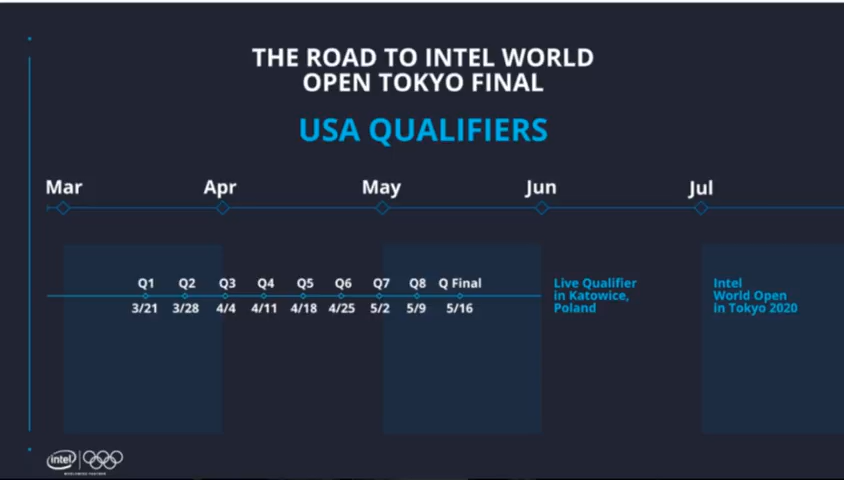 THE ROAD TO INTEL WORLD
OPEN TOKYO FINAL
USA QUALIFIERS
Mar Apr May Jun Jul
Q1 Q2 Q3 Q4 Q5 Q6 Q7 Q8 Q Final
3/21 3/28 4/4 4/11 4/18 4/25 5/2 5/9 5/16
Live Qualifier
in Katowice,
Poland
Intel
World Open
in Tokyo 2020
intel
WORLDWIDE PARTNER